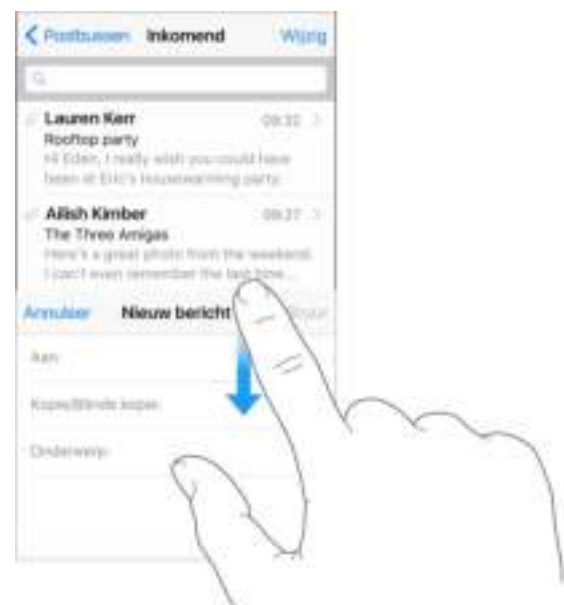 Postbussen Inkomend Wijzig
Lauren Kerr 09:32
Rooftop party
Hi Eden, I really wish you could have
been at Eric's housewarming party.
Ailish Kimber 09:27
The Three Amigas
Here's a great photo from the weekend.
I can't even remember the last time...
Annuleer Nieuw bericht
Aan:
Kopie/Blinde kopie:
Onderwerp: